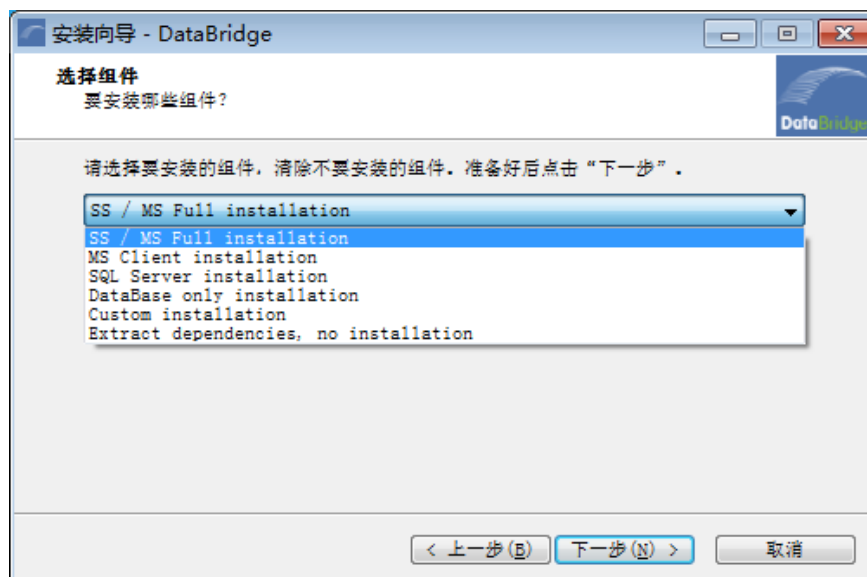 安装向导 - DataBridge
选择组件
要安装哪些组件?
DataBridge
请选择要安装的组件, 清除不要安装的组件. 准备好后点击“下一步”.
SS / MS Full installation
SS / MS Full installation
MS Client installation
SQL Server installation
DataBase only installation
Custom installation
Extract dependencies, no installation
< 上一步(B)
下一步(N) >
取消